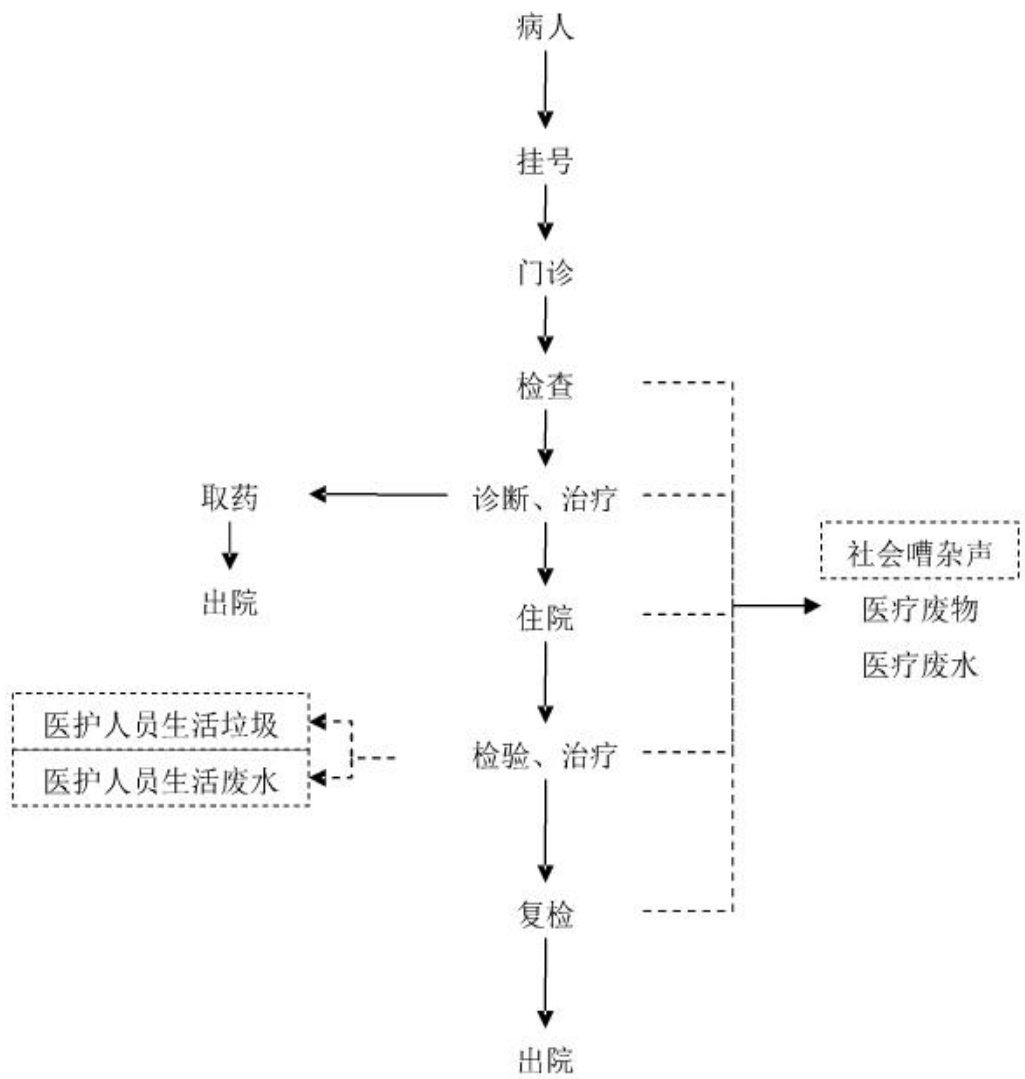 病人
挂号
门诊
检查
取药
诊断、治疗
社会嘈杂声
出院
住院
医疗废物
医疗废水
医护人员生活垃圾
检验、治疗
医护人员生活废水
复检
出院